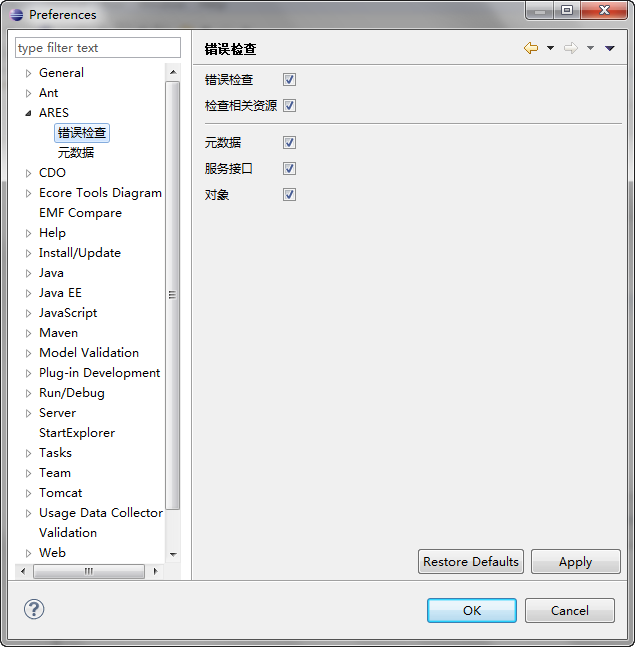 Preferences
type filter text
General
Ant
ARES
错误检查
元数据
CDO
Ecore Tools Diagram
EMF Compare
Help
Install/Update
Java
Java EE
JavaScript
Maven
Model Validation
Plug-in Development
Run/Debug
Server
StartExplorer
Tasks
Team
Tomcat
Usage Data Collector
Validation
Web
错误检查
错误检查
检查相关资源
元数据
服务接口
对象
Restore Defaults
Apply
OK
Cancel